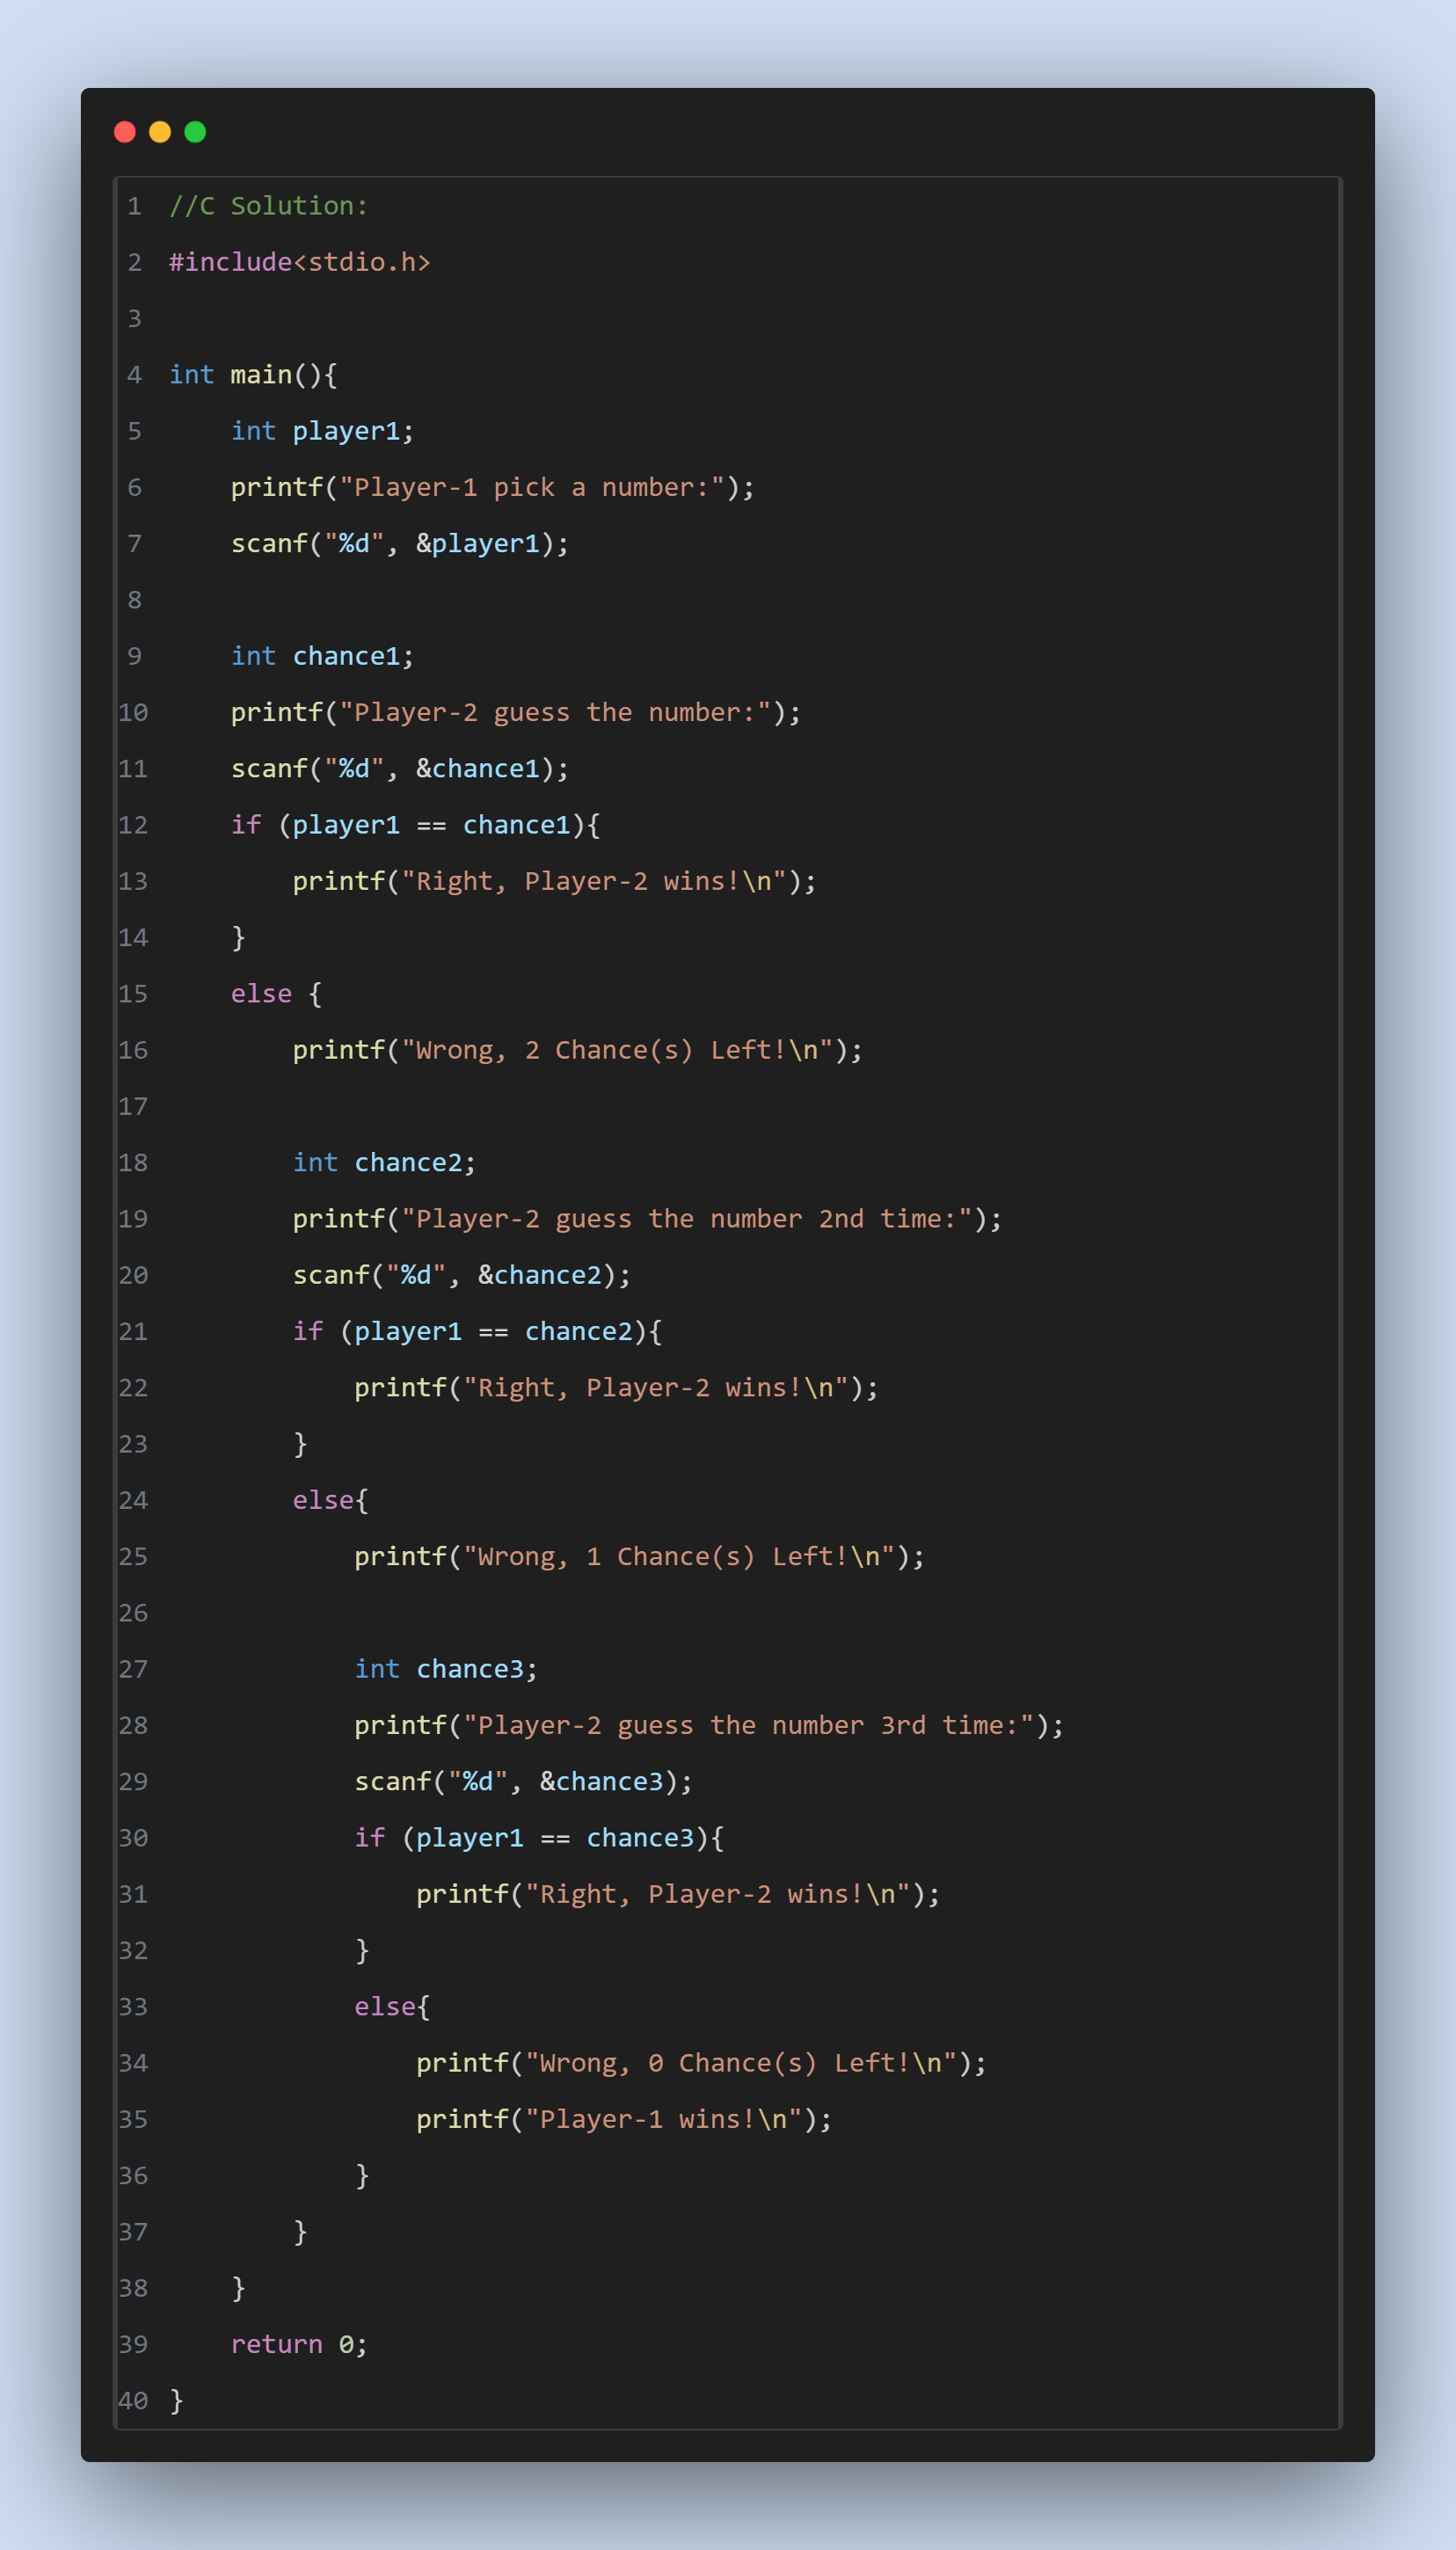 1 //C Solution:
2 #include<stdio.h>
3
4 int main(){
5     int player1;
6     printf("Player-1 pick a number:");
7     scanf("%d", &player1);
8
9     int chance1;
10     printf("Player-2 guess the number:");
11     scanf("%d", &chance1);
12     if (player1 == chance1){
13         printf("Right, Player-2 wins!\n");
14     }
15     else {
16         printf("Wrong, 2 Chance(s) Left!\n");
17
18         int chance2;
19         printf("Player-2 guess the number 2nd time:");
20         scanf("%d", &chance2);
21         if (player1 == chance2){
22             printf("Right, Player-2 wins!\n");
23         }
24         else{
25             printf("Wrong, 1 Chance(s) Left!\n");
26
27             int chance3;
28             printf("Player-2 guess the number 3rd time:");
29             scanf("%d", &chance3);
30             if (player1 == chance3){
31                 printf("Right, Player-2 wins!\n");
32             }
33             else{
34                 printf("Wrong, 0 Chance(s) Left!\n");
35                 printf("Player-1 wins!\n");
36             }
37         }
38     }
39     return 0;
40 }